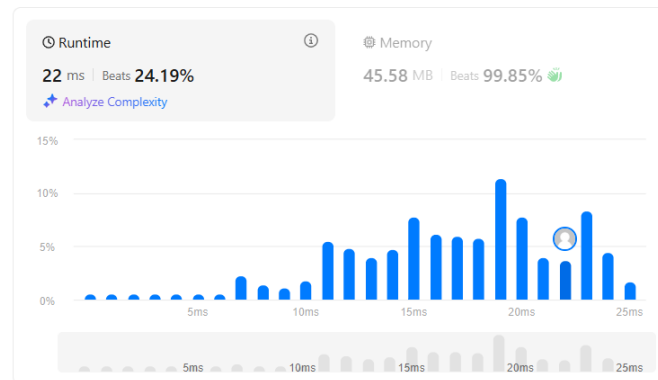 Runtime
Memory
22 ms | Beats 24.19%
45.58 MB | Beats 99.85%
Analyze Complexity
15%
10%
5%
0%
5ms 10ms 15ms 20ms 25ms
5ms 10ms 15ms 20ms 25ms